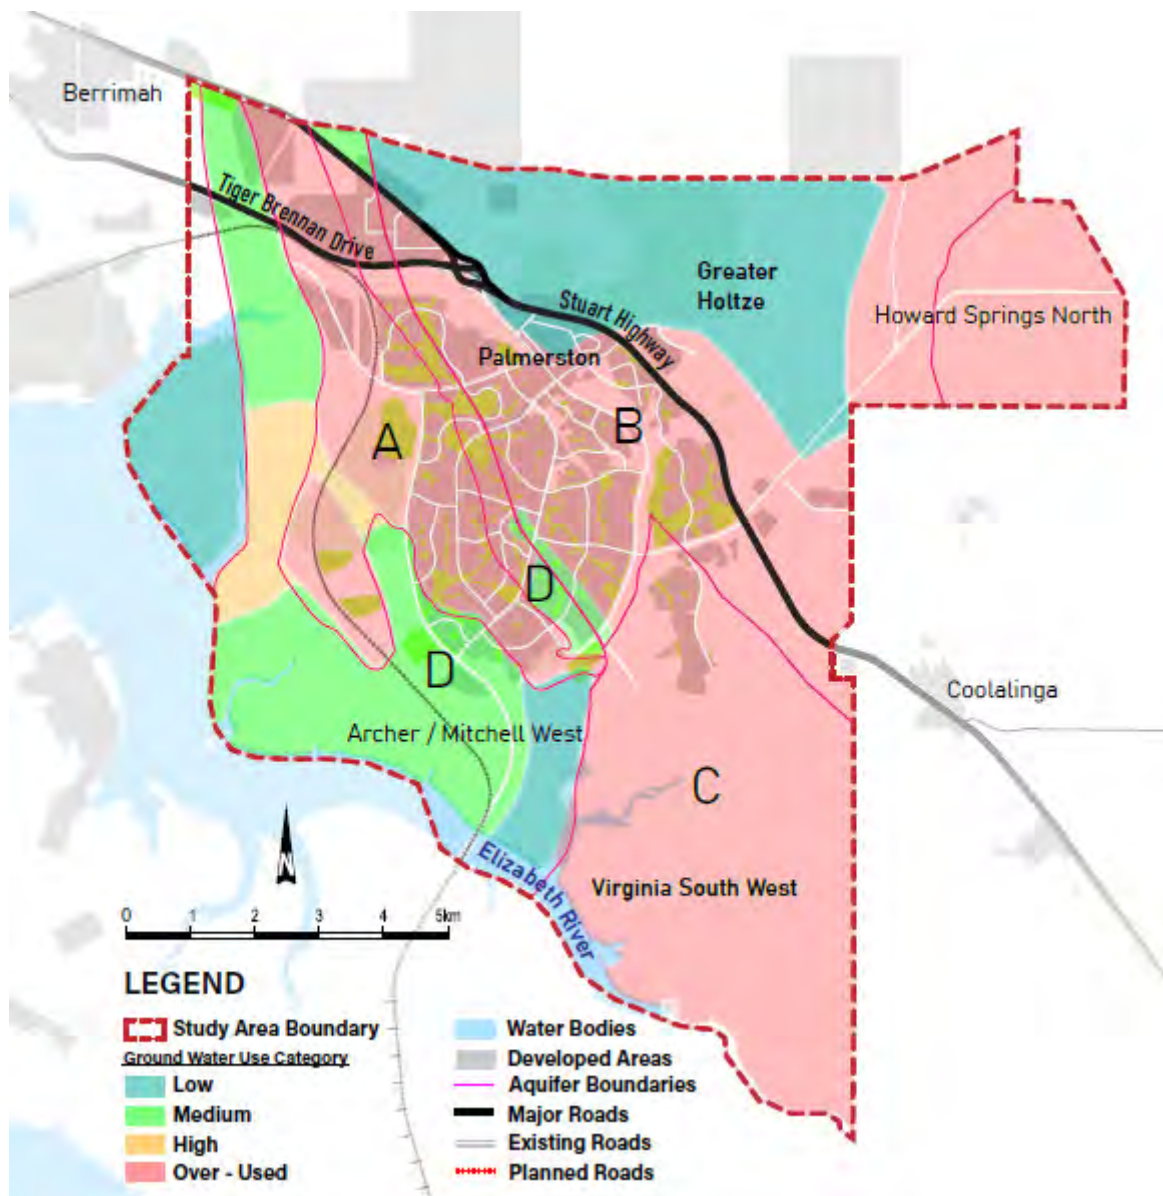 Berrimah
Tiger Brennan Drive
Greater
Holtze
Stuart Highway
Howard Springs North
Palmerston
A
B
D
D
Archer / Mitchell West
Coolalinga
C
N
Elizabeth River
Virginia South West
0 1 2 3 4 5km
LEGEND
Study Area Boundary
Ground Water Use Category
Low
Medium
High
Over - Used
Water Bodies
Developed Areas
Aquifer Boundaries
Major Roads
Existing Roads
Planned Roads